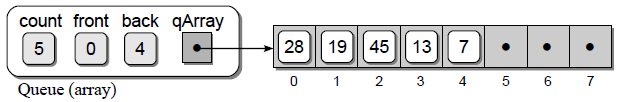 count front back qArray
5 0 4
28 19 45 13 7
0 1 2 3 4 5 6 7
Queue (array)